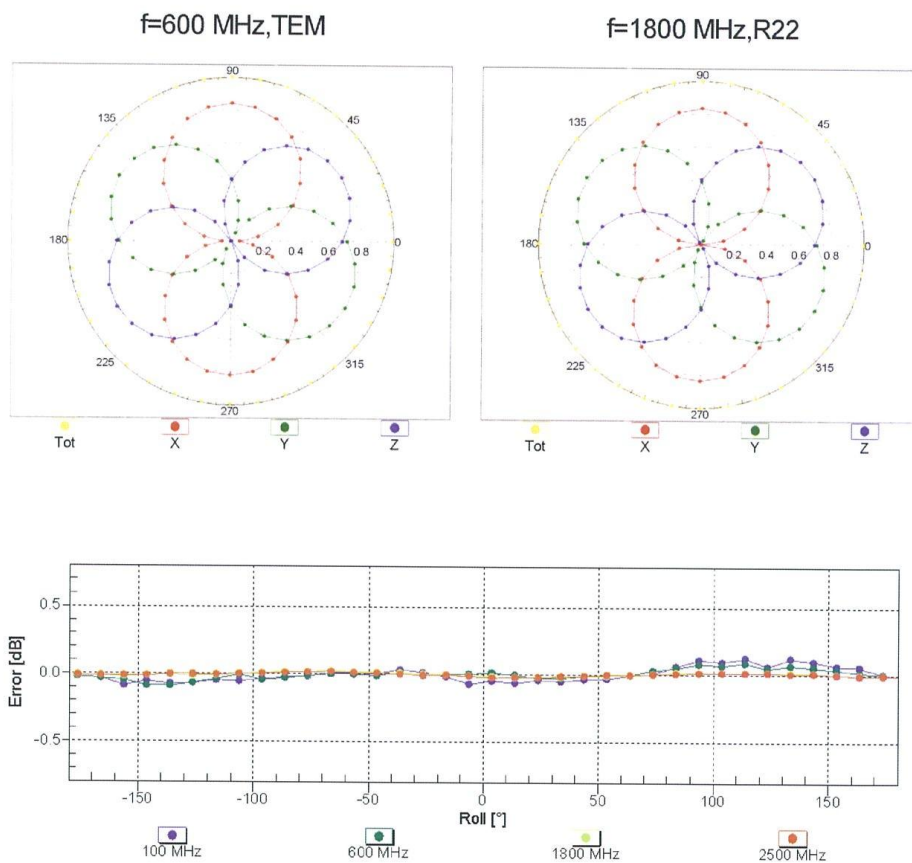 f=600 MHz,TEM
f=1800 MHz,R22
90
135
45
180
0.2 0.4 0.6 0.8
0
225
315
270
Tot X Y Z
90
135
45
180
0.2 0.4 0.6 0.8
0
225
315
270
Tot X Y Z
Error [dB]
0.5
0.0
-0.5
-150 -100 -50 0 50 100 150
Roll [°]
100 MHz 600 MHz 1800 MHz 2500 MHz